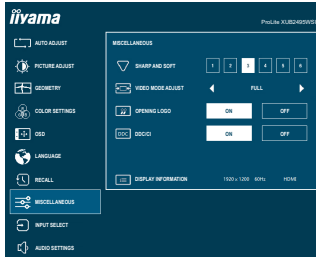 iiyama
ProLite XUB2495WSU
AUTO ADJUST
PICTURE ADJUST
GEOMETRY
COLOR SETTINGS
OSD
LANGUAGE
RECALL
MISCELLANEOUS
INPUT SELECT
AUDIO SETTINGS
MISCELLANEOUS
SHARP AND SOFT 1 2 3 4 5 6
VIDEO MODE ADJUST FULL
OPENING LOGO ON OFF
DDC DDC/CI ON OFF
DISPLAY INFORMATION 1920 x 1200 60Hz HDMI